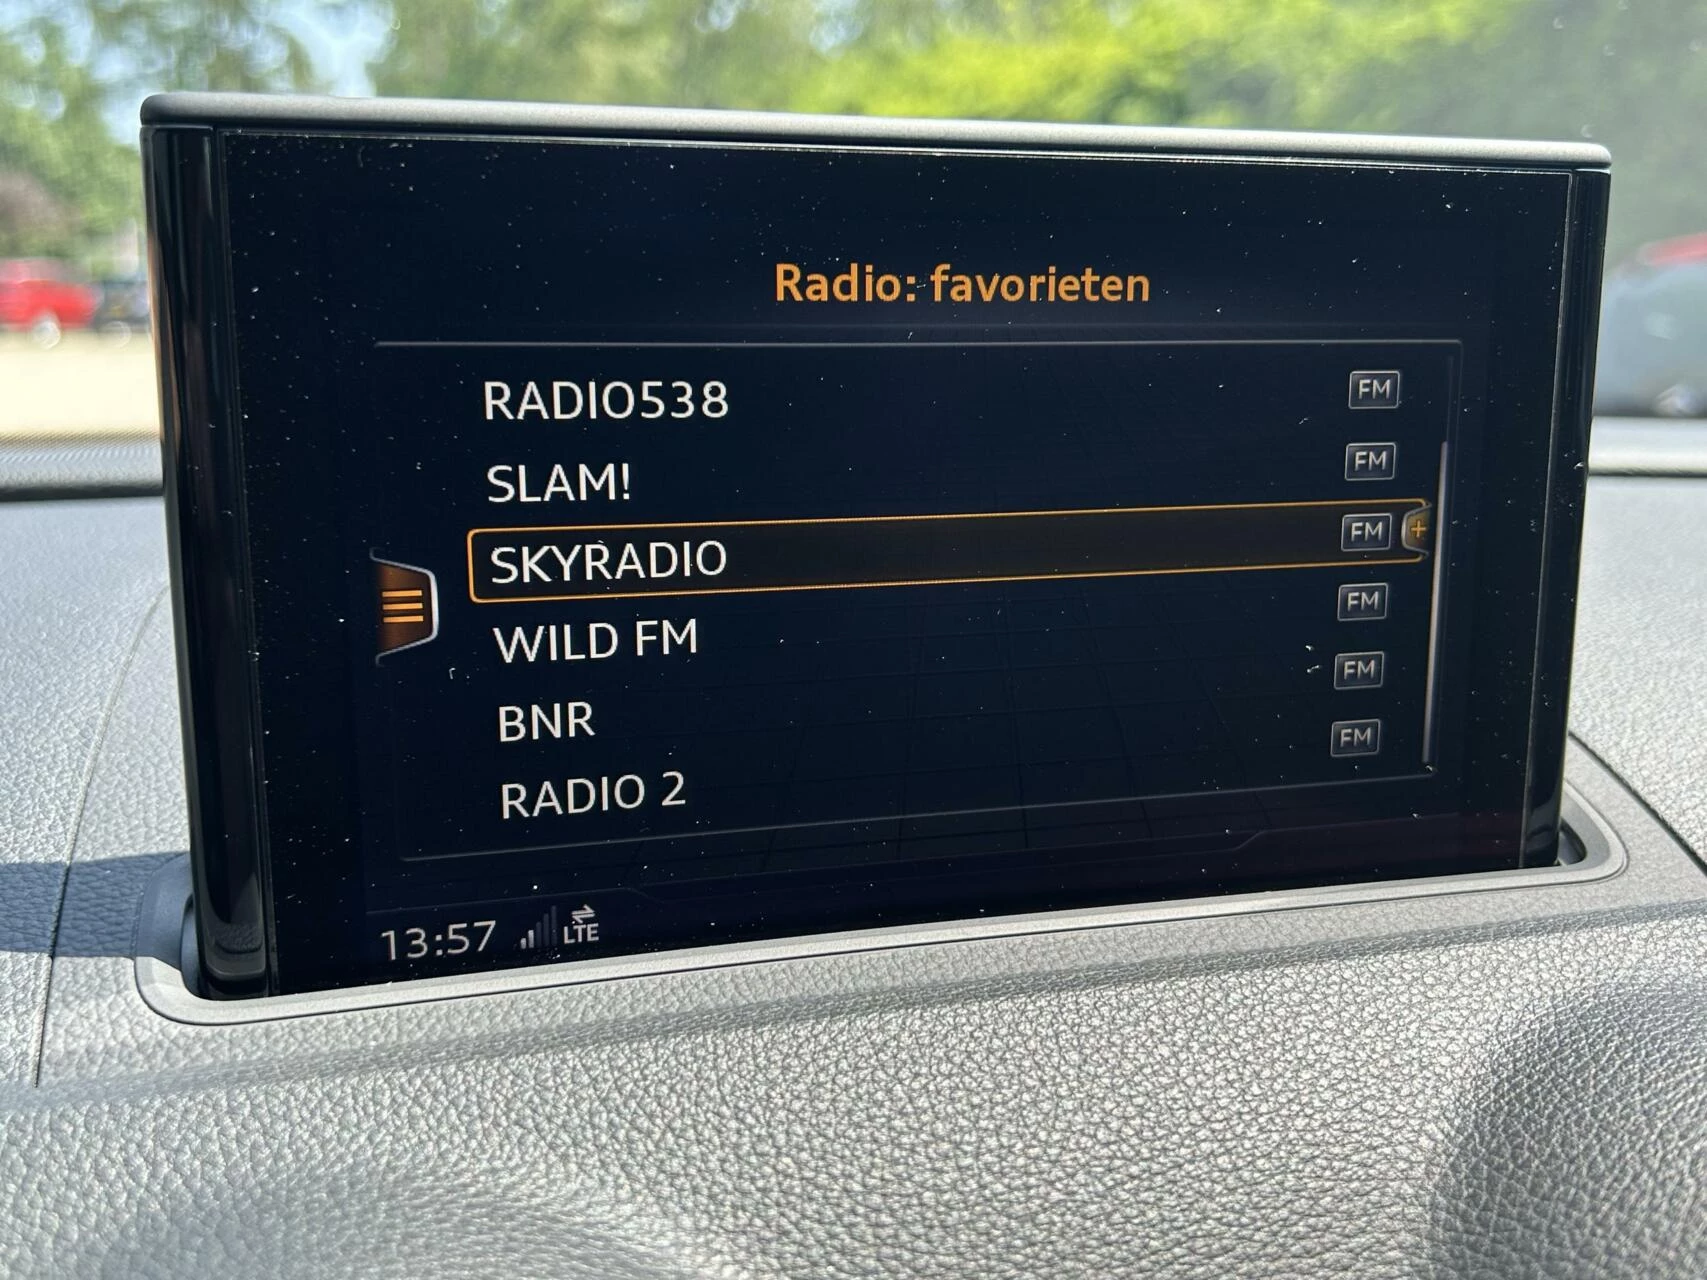 Radio: favorieten
RADIO538 FM
SLAM! FM
SKYRADIO FM +
WILD FM FM
BNR FM
RADIO 2 FM
13:57 LTE